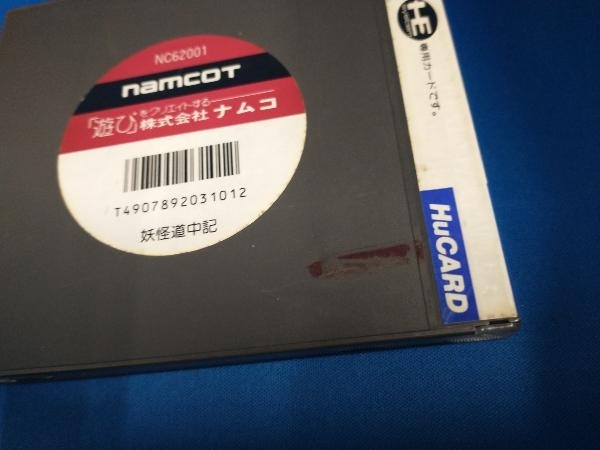 NC62001
namcot
「遊び」をクリエイトする
株式会社ナムコ
T4907892031012
妖怪道中記
HE
専用カードです。
HuCARD